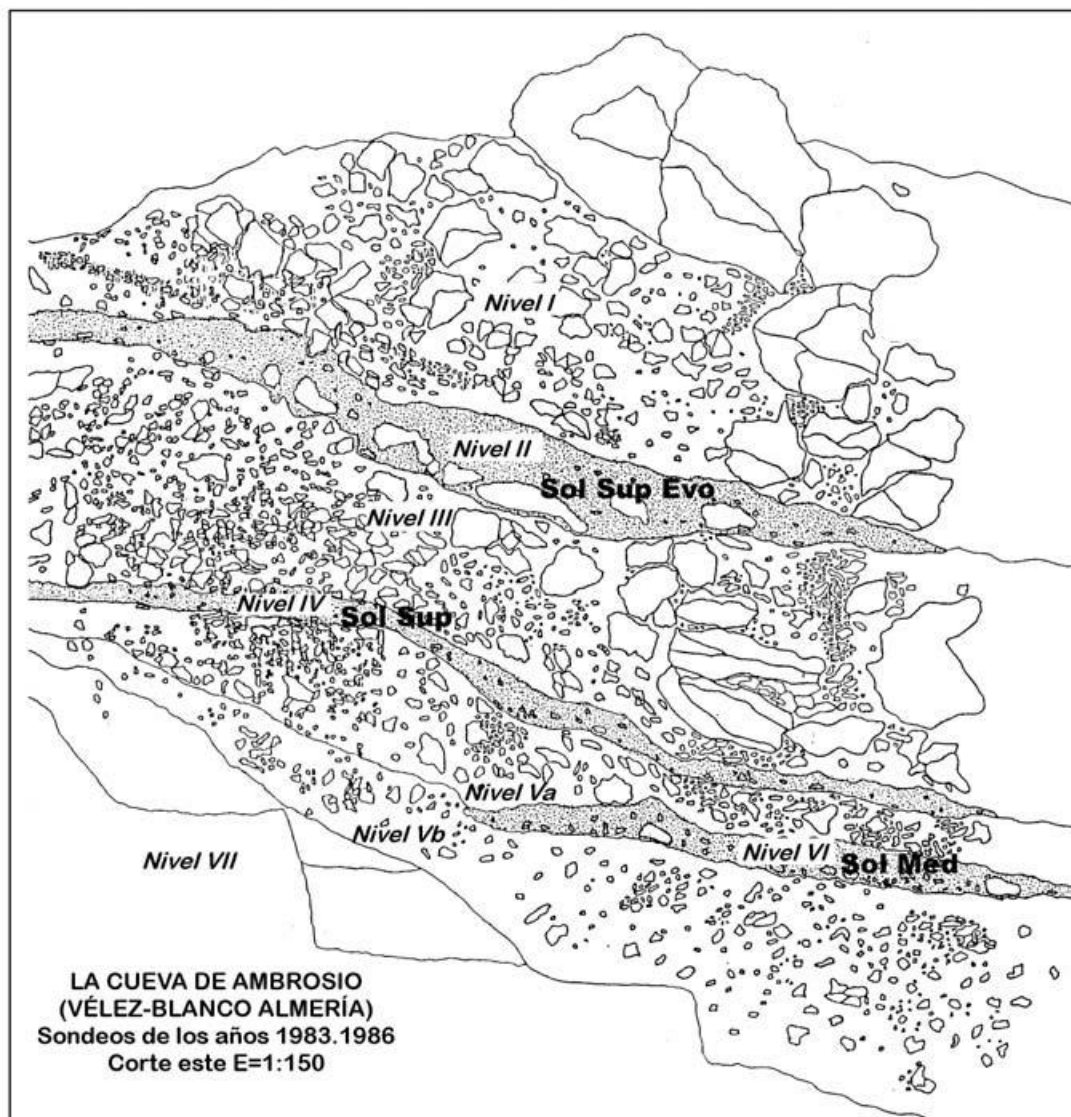 Nivel I
Nivel II
Sol Sup Evo
Nivel III
Nivel IV
Sol Sup
Nivel Va
Nivel Vb
Nivel VI
Sol Med
Nivel VII
LA CUEVA DE AMBROSIO
(VÉLEZ-BLANCO ALMERÍA)
Sondeos de los años 1983.1986
Corte este E=1:150